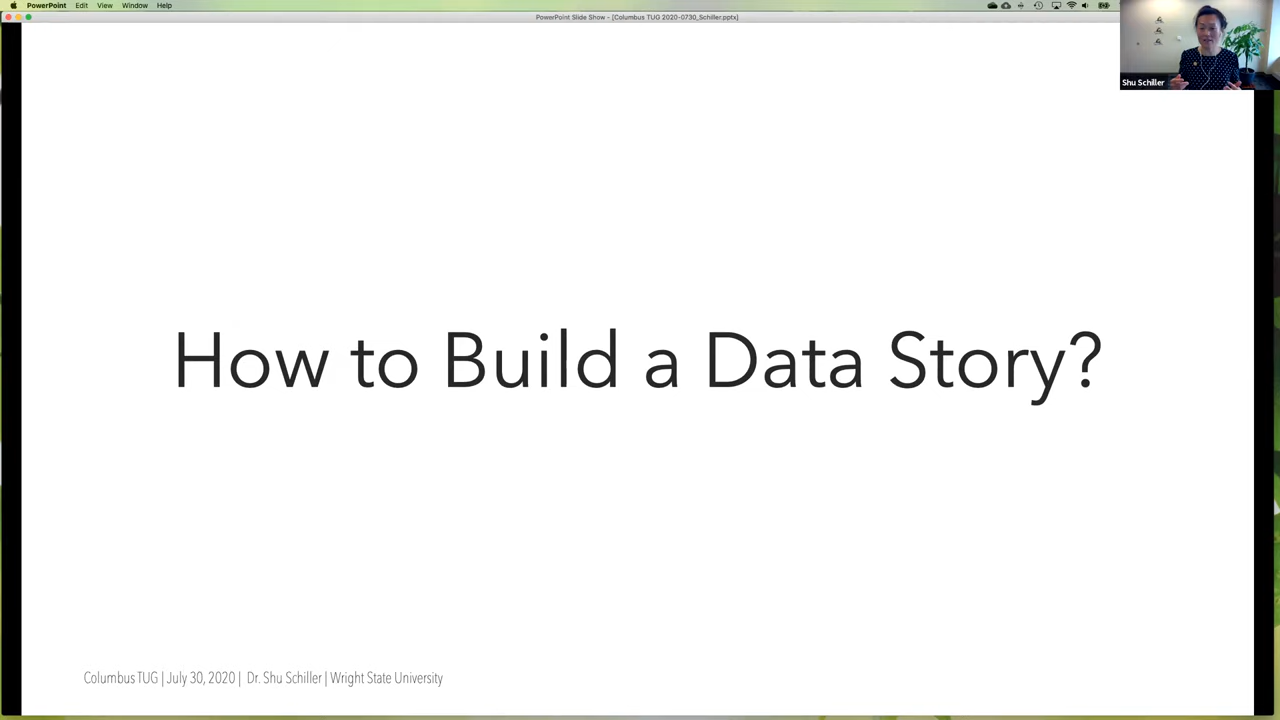 PowerPoint Edit View Window Help
PowerPoint Slide Show - [Columbus TUG 2020-0730_Schiller.pptx]
Shu Schiller
How to Build a Data Story?
Columbus TUG | July 30, 2020 | Dr. Shu Schiller | Wright State University